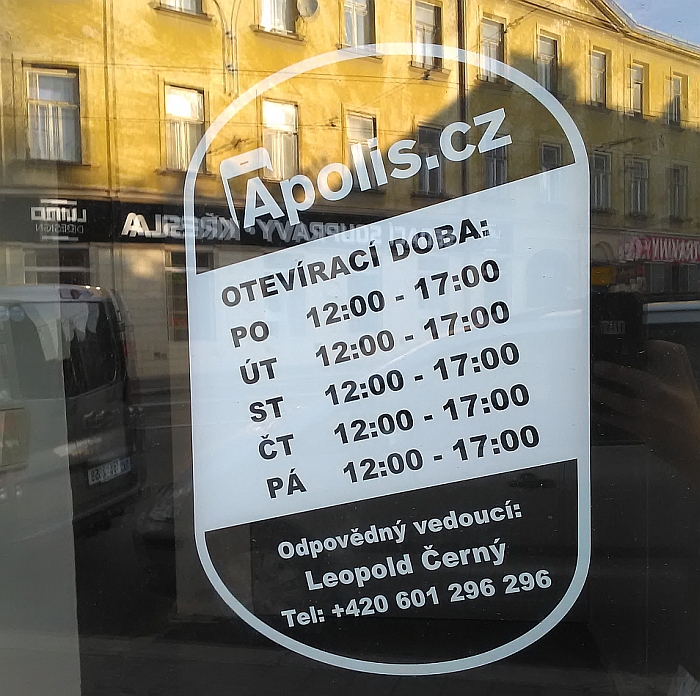 Apolis.cz
OTEVÍRACÍ DOBA:
PO 12:00 - 17:00
ÚT 12:00 - 17:00
ST 12:00 - 17:00
ČT 12:00 - 17:00
PÁ 12:00 - 17:00
Odpovědný vedoucí:
Leopold Černý
Tel: +420 601 296 296
KŘESLA
SOUPRAVY